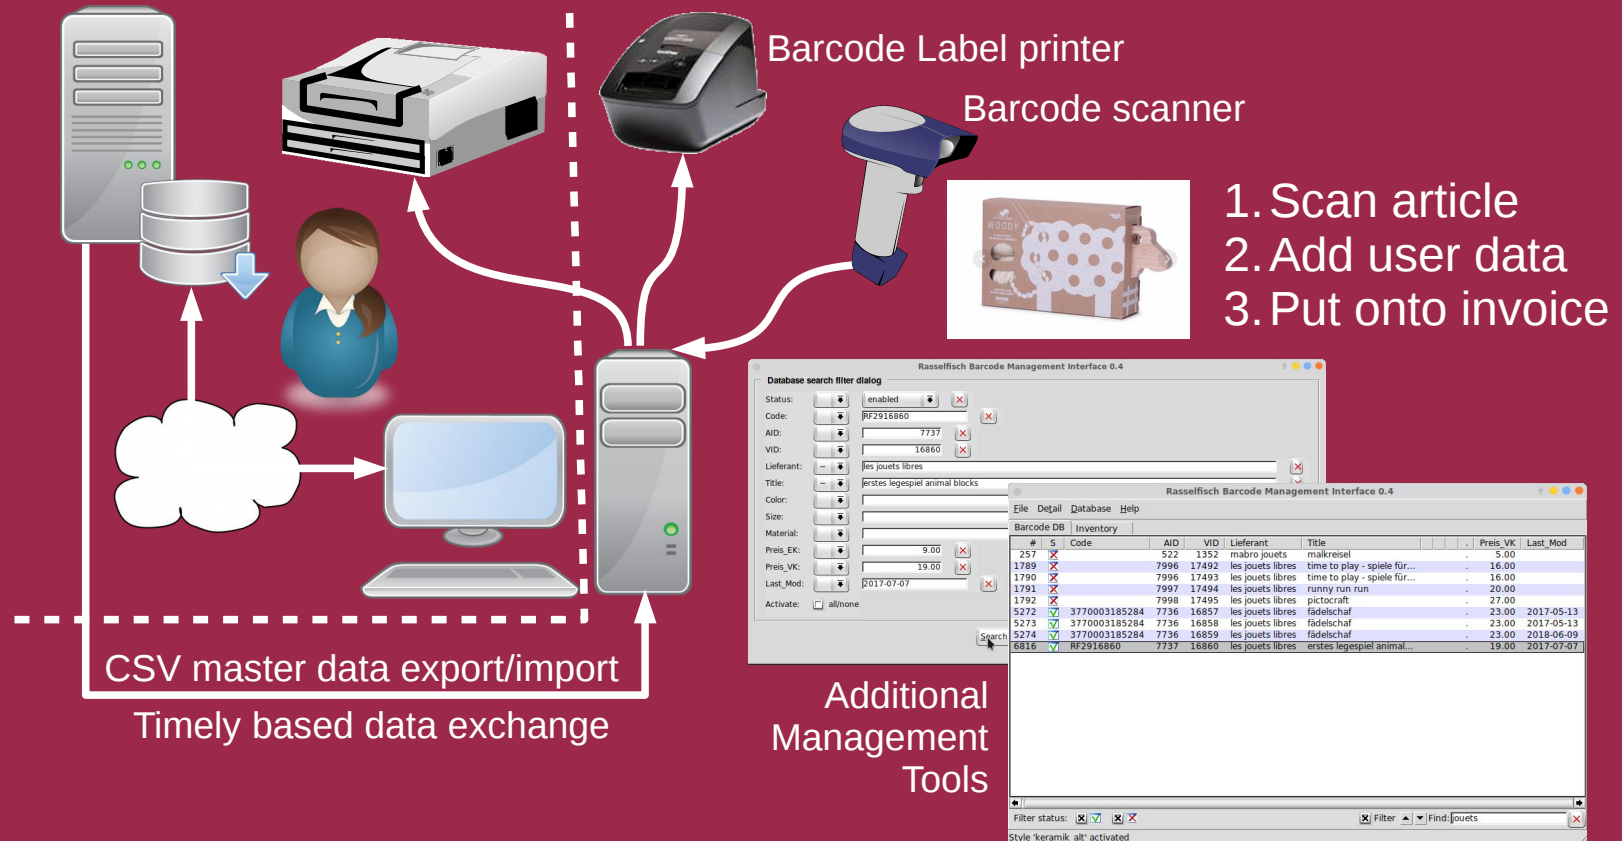 Barcode Label printer
Barcode scanner
WOODY
1. Scan article
2. Add user data
3. Put onto invoice
CSV master data export/import
Timely based data exchange
Additional
Management
Tools
Rasselfisch Barcode Management Interface 0.4
Database search filter dialog
Status: enabled
Code: RF2916860
AID: 7737
VID: 16860
Lieferant: – les jouets libres
Title: – erstes legespiel animal blocks
Color:
Size:
Material:
Preis_EK: 9.00
Preis_VK: 19.00
Last_Mod: 2017-07-07
Activate: all/none
Search
Rasselfisch Barcode Management Interface 0.4
File Detail Database Help
Barcode DB Inventory
# S Code AID VID Lieferant Title . Preis_VK Last_Mod
257 522 1352 mabro jouets malkreisel . 5.00
1789 7996 17492 les jouets libres time to play - spiele für... . 16.00
1790 7996 17493 les jouets libres time to play - spiele für... . 16.00
1791 7997 17494 les jouets libres runny run run . 20.00
1792 7998 17495 les jouets libres pictocraft . 27.00
5272 3770003185284 7736 16857 les jouets libres fädelschaf . 23.00 2017-05-13
5273 3770003185284 7736 16858 les jouets libres fädelschaf . 23.00 2017-05-13
5274 3770003185284 7736 16859 les jouets libres fädelschaf . 23.00 2018-06-09
6816 RF2916860 7737 16860 les jouets libres erstes legespiel animal... . 19.00 2017-07-07
Filter status: Filter Find: jouets
Style 'keramik_alt' activated